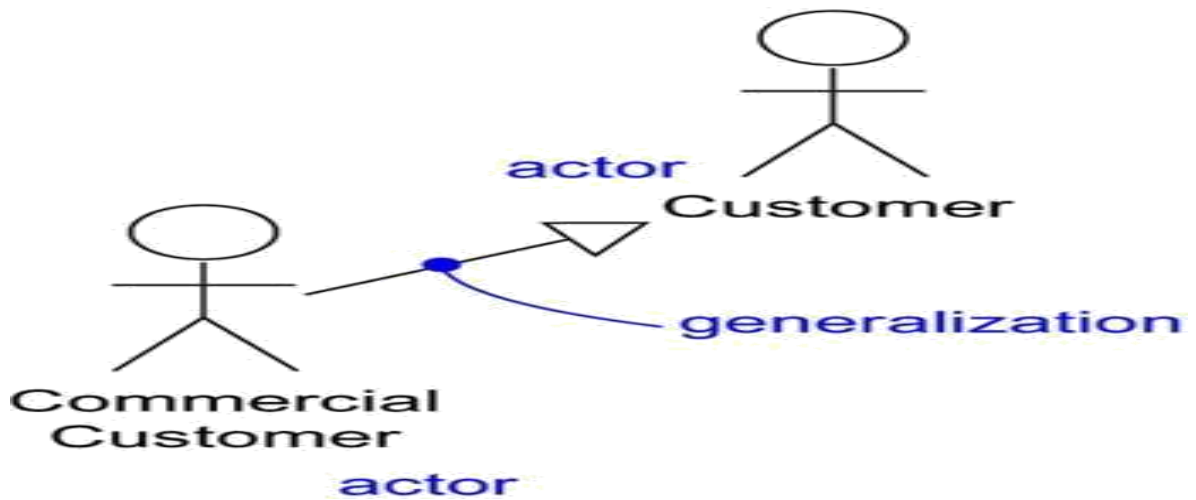 actor
Customer
generalization
Commercial
Customer
actor